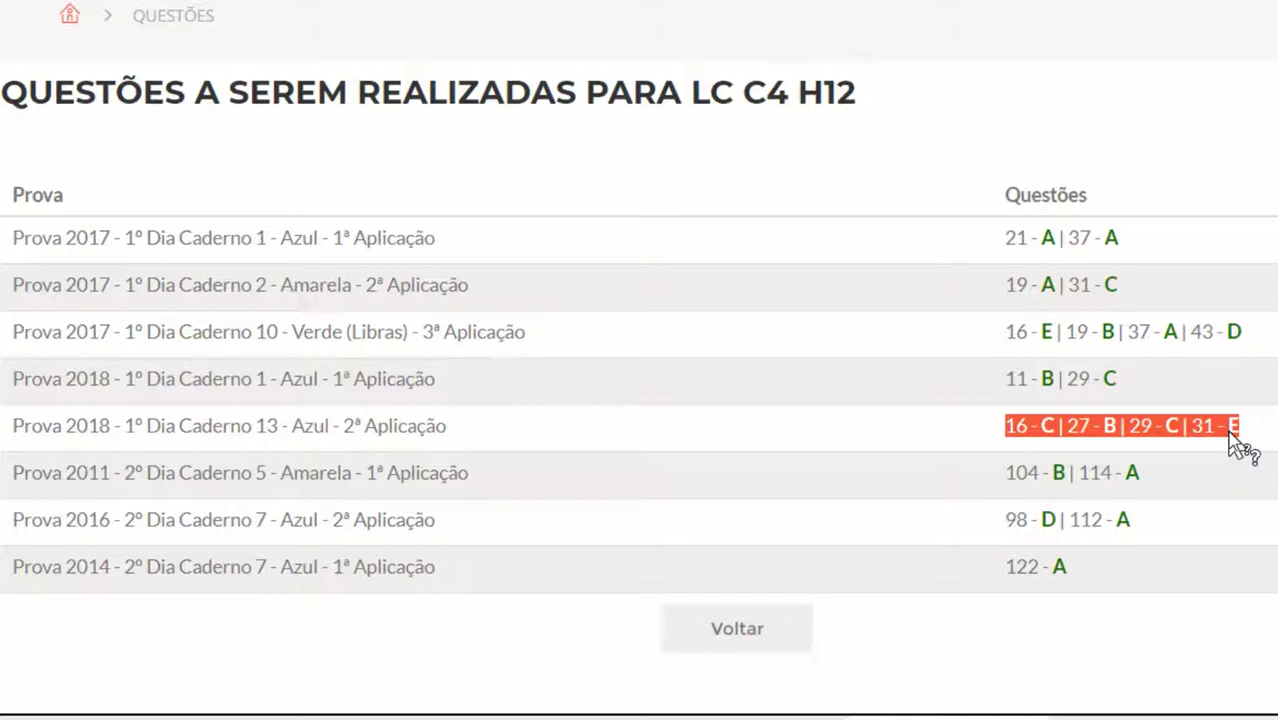 QUESTÕES
QUESTÕES A SEREM REALIZADAS PARA LC C4 H12
Prova Questões
Prova 2017 - 1º Dia Caderno 1 - Azul - 1ª Aplicação 21 - A | 37 - A
Prova 2017 - 1º Dia Caderno 2 - Amarela - 2ª Aplicação 19 - A | 31 - C
Prova 2017 - 1º Dia Caderno 10 - Verde (Libras) - 3ª Aplicação 16 - E | 19 - B | 37 - A | 43 - D
Prova 2018 - 1º Dia Caderno 1 - Azul - 1ª Aplicação 11 - B | 29 - C
Prova 2018 - 1º Dia Caderno 13 - Azul - 2ª Aplicação 16 - C | 27 - B | 29 - C | 31 - E
Prova 2011 - 2º Dia Caderno 5 - Amarela - 1ª Aplicação 104 - B | 114 - A
Prova 2016 - 2º Dia Caderno 7 - Azul - 2ª Aplicação 98 - D | 112 - A
Prova 2014 - 2º Dia Caderno 7 - Azul - 1ª Aplicação 122 - A
Voltar